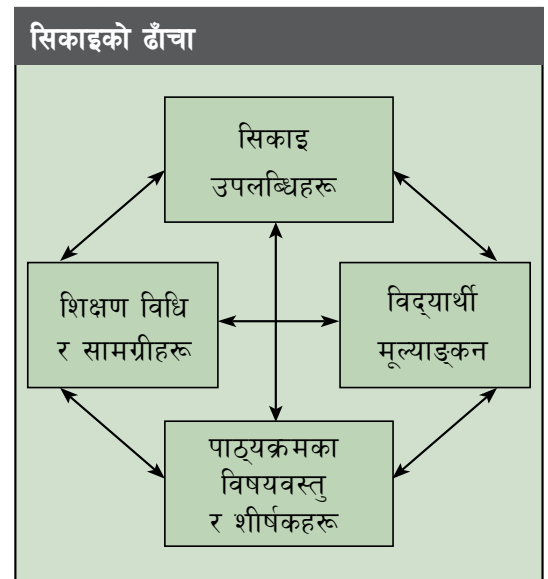 सिकाइको ढाँचा
सिकाइ
उपलब्धिहरू
शिक्षण विधि
र सामग्रीहरू
विद्‌यार्थी
मूल्याङ्‌कन
पाठ्‌यक्रमका
विषयवस्तु
र शीर्षकहरू